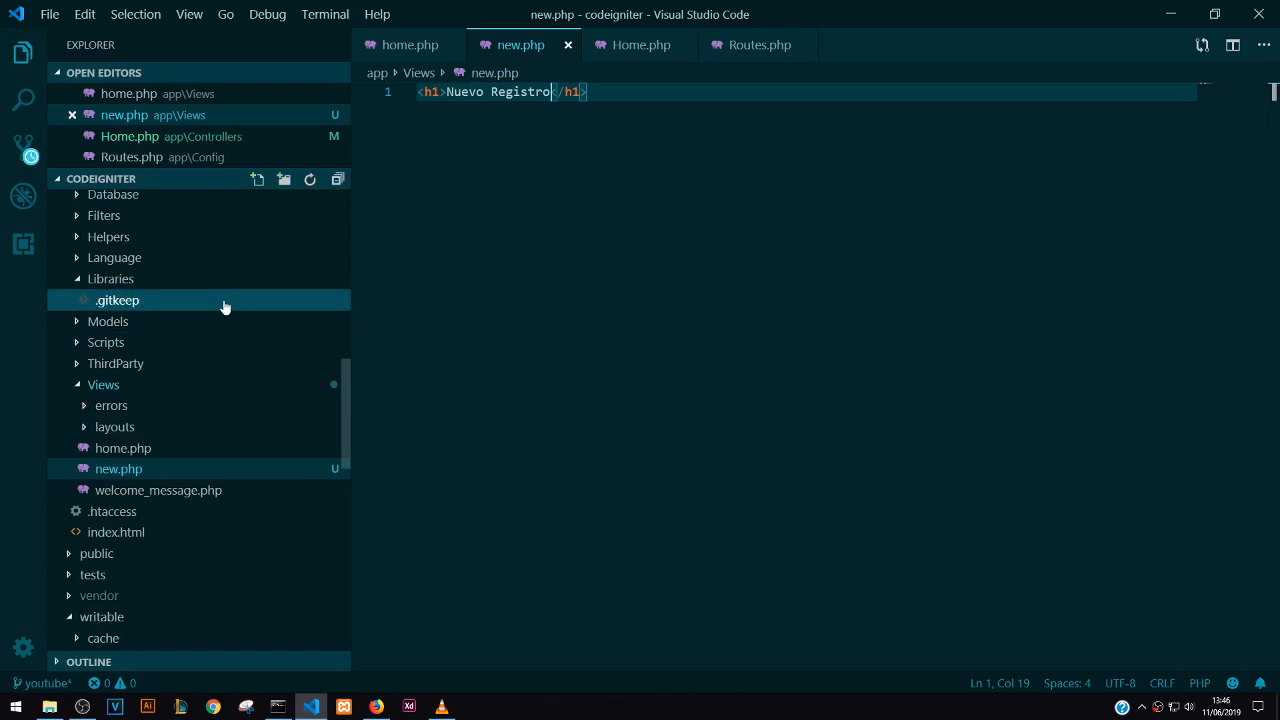 File Edit Selection View Go Debug Terminal Help new.php - codeigniter - Visual Studio Code
EXPLORER
home.php new.php Home.php Routes.php
OPEN EDITORS
home.php app\Views
new.php app\Views U
Home.php app\Controllers M
Routes.php app\Config
CODEIGNITER
Database
Filters
Helpers
Language
Libraries
.gitkeep
Models
Scripts
ThirdParty
Views
errors
layouts
home.php
new.php U
welcome_message.php
.htaccess
index.html
public
tests
vendor
writable
cache
OUTLINE
app Views new.php
1 <h1>Nuevo Registro</h1>
youtube* 0 0 Ln 1, Col 19 Spaces: 4 UTF-8 CRLF PHP
13:46
11/06/2019